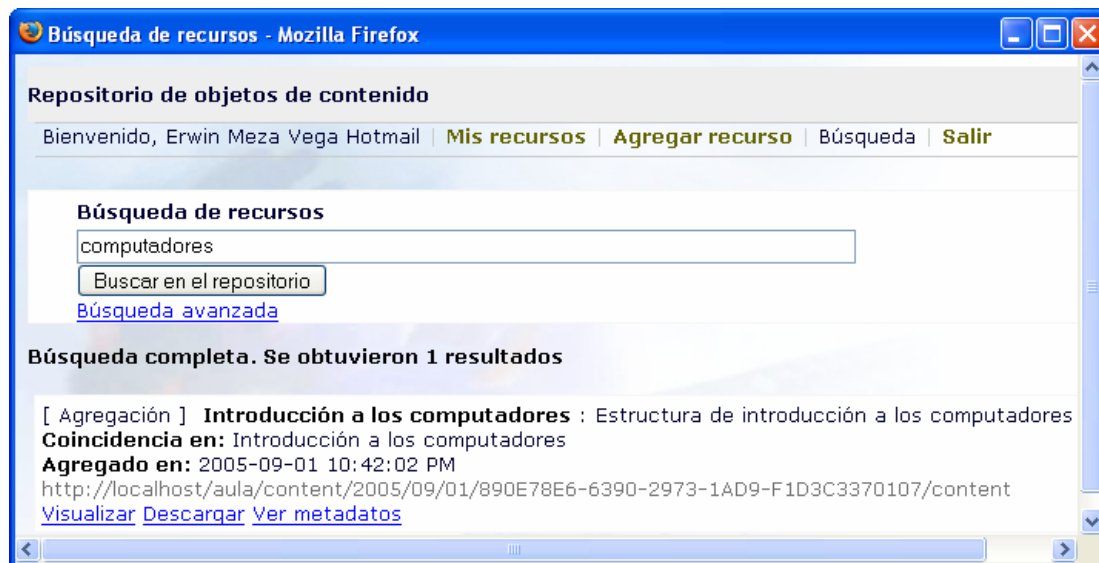 Búsqueda de recursos - Mozilla Firefox
Repositorio de objetos de contenido
Bienvenido, Erwin Meza Vega Hotmail | Mis recursos | Agregar recurso | Búsqueda | Salir
Búsqueda de recursos
computadores
Buscar en el repositorio
Búsqueda avanzada
Búsqueda completa. Se obtuvieron 1 resultados
[ Agregación ] Introducción a los computadores : Estructura de introducción a los computadores
Coincidencia en: Introducción a los computadores
Agregado en: 2005-09-01 10:42:02 PM
http://localhost/aula/content/2005/09/01/890E78E6-6390-2973-1AD9-F1D3C3370107/content
Visualizar Descargar Ver metadatos